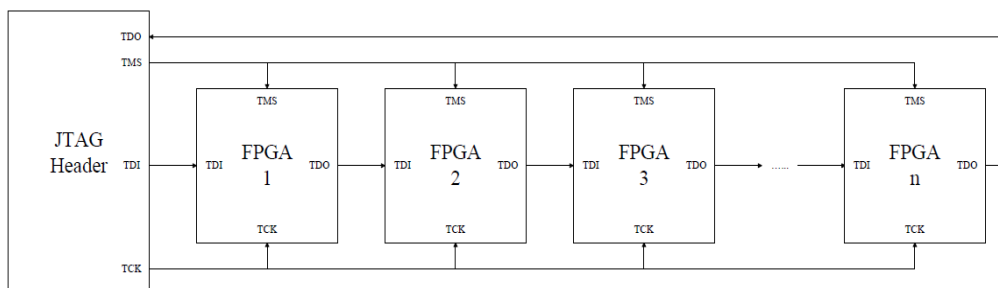 TDO
TMS
TMS
TMS
TMS
TMS
JTAG
Header
TDI
TDI
FPGA
1
TDO
TDI
FPGA
2
TDO
TDI
FPGA
3
TDO
......
TDI
FPGA
n
TDO
TCK
TCK
TCK
TCK
TCK